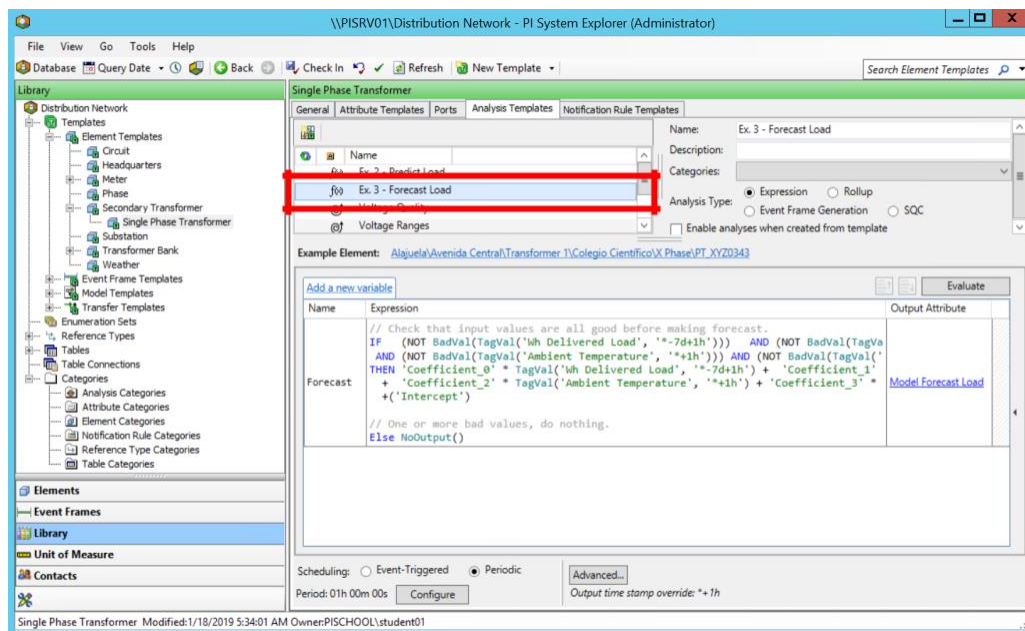 \\PISRV01\Distribution Network - PI System Explorer (Administrator)
File View Go Tools Help
Database Query Date Back Check In Refresh New Template Search Element Templates
Library
Distribution Network
Templates
Element Templates
Circuit
Headquarters
Meter
Phase
Secondary Transformer
Single Phase Transformer
Substation
Transformer Bank
Weather
Event Frame Templates
Model Templates
Transfer Templates
Enumeration Sets
Reference Types
Tables
Table Connections
Categories
Analysis Categories
Attribute Categories
Element Categories
Notification Rule Categories
Reference Type Categories
Table Categories
Elements
Event Frames
Library
Unit of Measure
Contacts
Single Phase Transformer
General Attribute Templates Ports Analysis Templates Notification Rule Templates
Name
Ex. 2 - Predict Load
Ex. 3 - Forecast Load
Voltage Quality
Voltage Ranges
Name: Ex. 3 - Forecast Load
Description:
Categories:
Analysis Type: Expression Rollup
Event Frame Generation SQC
Enable analyses when created from template
Example Element: Alajuela\Avenida Central\Transformer 1\Colegio Científico\X Phase\PT_XYZ0343
Add a new variable Evaluate
Name Expression Output Attribute
// Check that input values are all good before making forecast.
IF (NOT BadVal(TagVal('Wh Delivered Load', '*-7d+1h'))) AND (NOT BadVal(TagVa
AND (NOT BadVal(TagVal('Ambient Temperature', '*+1h'))) AND (NOT BadVal(TagVal('
THEN 'Coefficient_0' * TagVal('Wh Delivered Load', '*-7d+1h') + 'Coefficient_1'
Forecast + 'Coefficient_2' * TagVal('Ambient Temperature', '*+1h') + 'Coefficient_3' * Model Forecast Load
+('Intercept')
// One or more bad values, do nothing.
Else NoOutput()
Scheduling: Event-Triggered Periodic Advanced...
Period: 01h 00m 00s Configure Output time stamp override: *+1h
Single Phase Transformer Modified:1/18/2019 5:34:01 AM Owner:PISCHOOL\student01